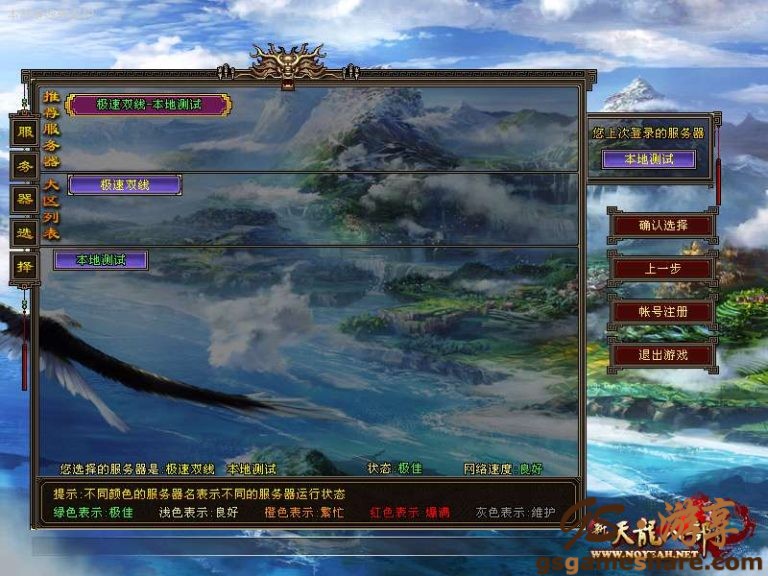 服务器选择
推荐服务器
极速双线-本地测试
大区列表
极速双线
本地测试
您上次登录的服务器
本地测试
确认选择
上一步
帐号注册
退出游戏
您选择的服务器是:极速双线 本地测试 状态:极佳 网络速度:良好
提示:不同颜色的服务器名表示不同的服务器运行状态
绿色表示:极佳 浅色表示:良好 橙色表示:繁忙 红色表示:爆满 灰色表示:维护
新天龍八部
GS游享
gsgameshare.com